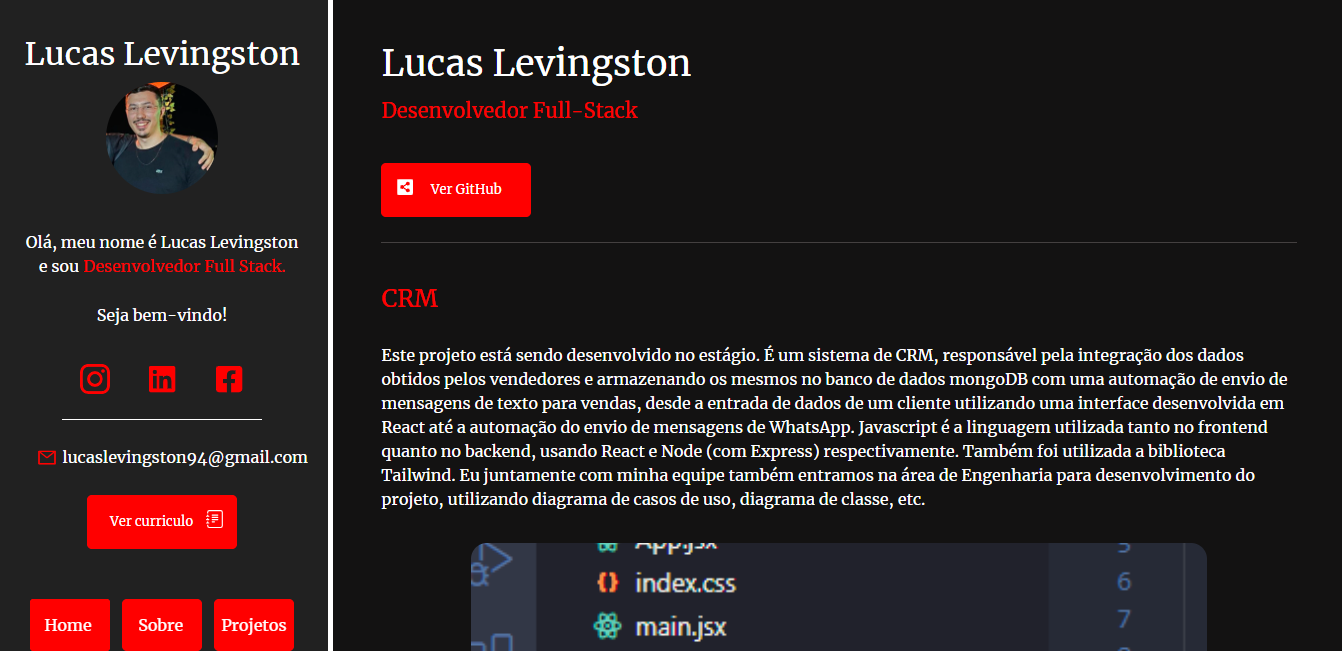 Lucas Levingston
Olá, meu nome é Lucas Levingston
e sou Desenvolvedor Full Stack.
Seja bem-vindo!
lucaslevingston94@gmail.com
Ver curriculo
Home
Sobre
Projetos
Lucas Levingston
Desenvolvedor Full-Stack
Ver GitHub
CRM
Este projeto está sendo desenvolvido no estágio. É um sistema de CRM, responsável pela integração dos dados
obtidos pelos vendedores e armazenando os mesmos no banco de dados mongoDB com uma automação de envio de
mensagens de texto para vendas, desde a entrada de dados de um cliente utilizando uma interface desenvolvida em
React até a automação do envio de mensagens de WhatsApp. Javascript é a linguagem utilizada tanto no frontend
quanto no backend, usando React e Node (com Express) respectivamente. Também foi utilizada a biblioteca
Tailwind. Eu juntamente com minha equipe também entramos na área de Engenharia para desenvolvimento do
projeto, utilizando diagrama de casos de uso, diagrama de classe, etc.
App.jsx 5
index.css 6
main.jsx 7